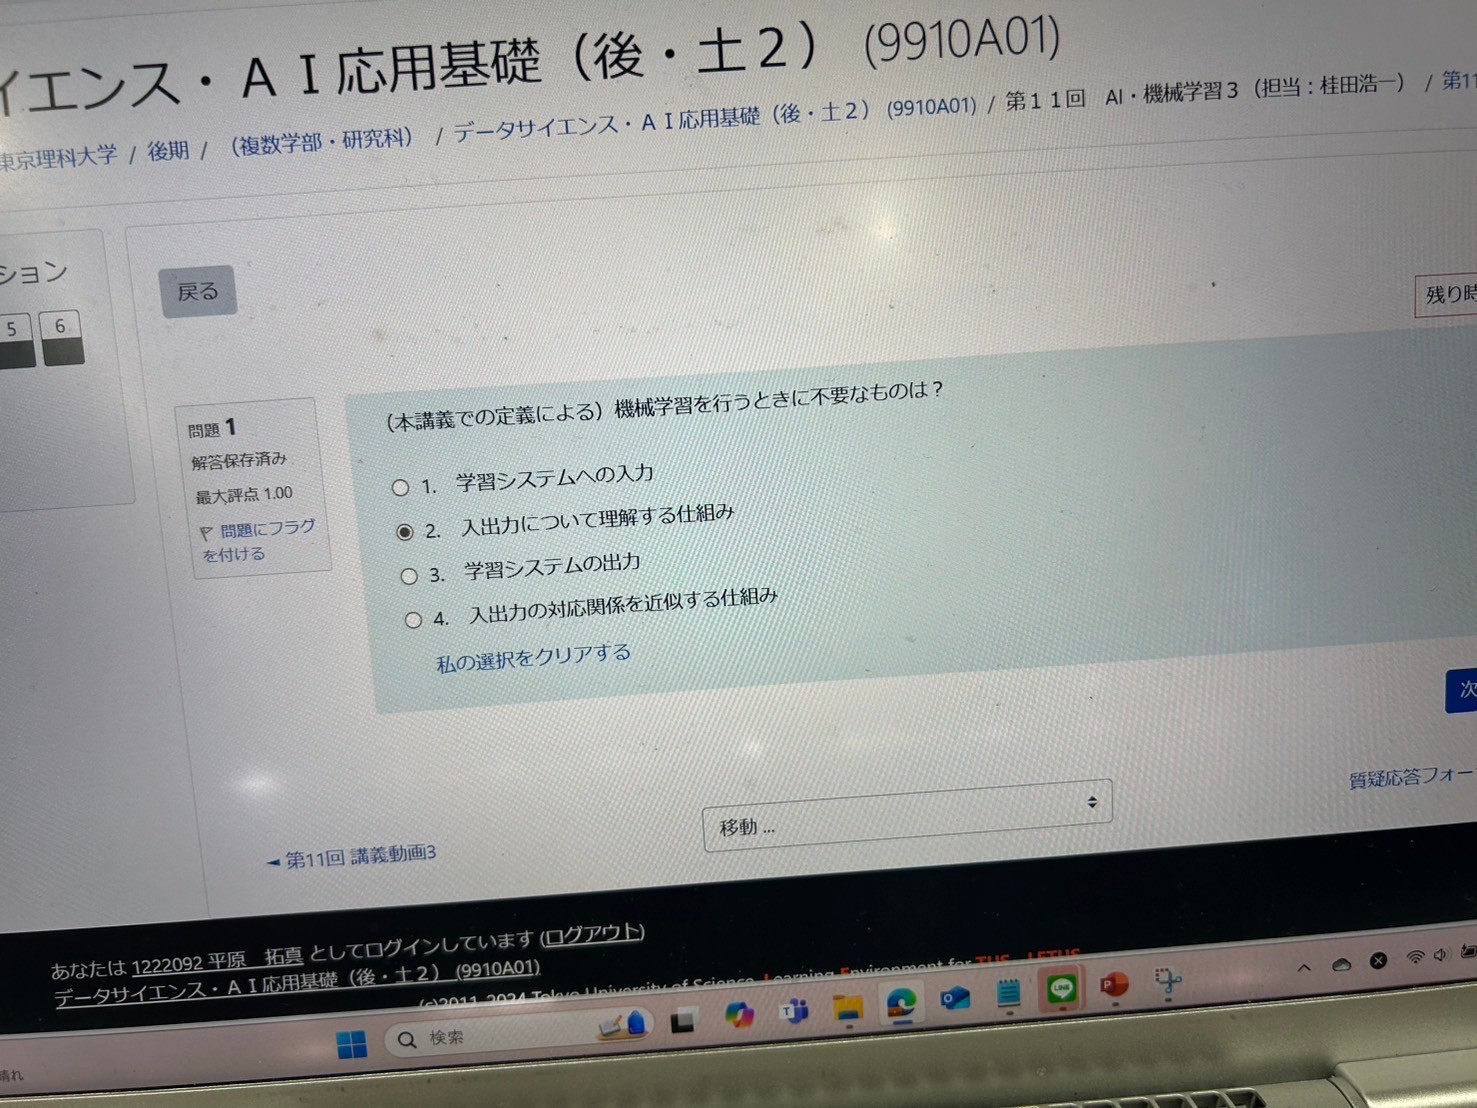 イエンス・ＡＩ応用基礎（後・土２） (9910A01)
東京理科大学 / 後期 / （複数学部・研究科） / データサイエンス・ＡＩ応用基礎（後・土２） (9910A01) / 第１１回 AI・機械学習３（担当：桂田浩一） / 第11
ション
5 6
戻る
残り時
問題 1
解答保存済み
最大評点 1.00
問題にフラグ
を付ける
（本講義での定義による）機械学習を行うときに不要なものは？
1. 学習システムへの入力
2. 入出力について理解する仕組み
3. 学習システムの出力
4. 入出力の対応関係を近似する仕組み
私の選択をクリアする
次
質疑応答フォー
移動 ...
◄ 第11回 講義動画3
あなたは 1222092 平原 拓真 としてログインしています (ログアウト)
データサイエンス・ＡＩ応用基礎（後・土２） (9910A01)
(c)2011-2024 Tokyo University of Science, Learning Environment for TUS LETUS
検索
晴れ